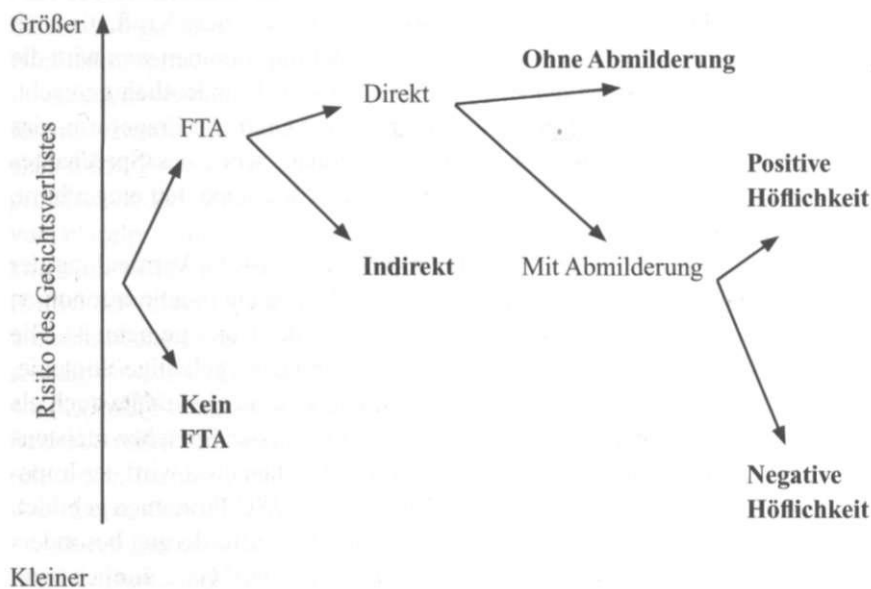 Größer
Ohne Abmilderung
Direkt
FTA
Positive
Höflichkeit
Indirekt
Mit Abmilderung
Risiko des Gesichtsverlustes
Kein
FTA
Negative
Höflichkeit
Kleiner